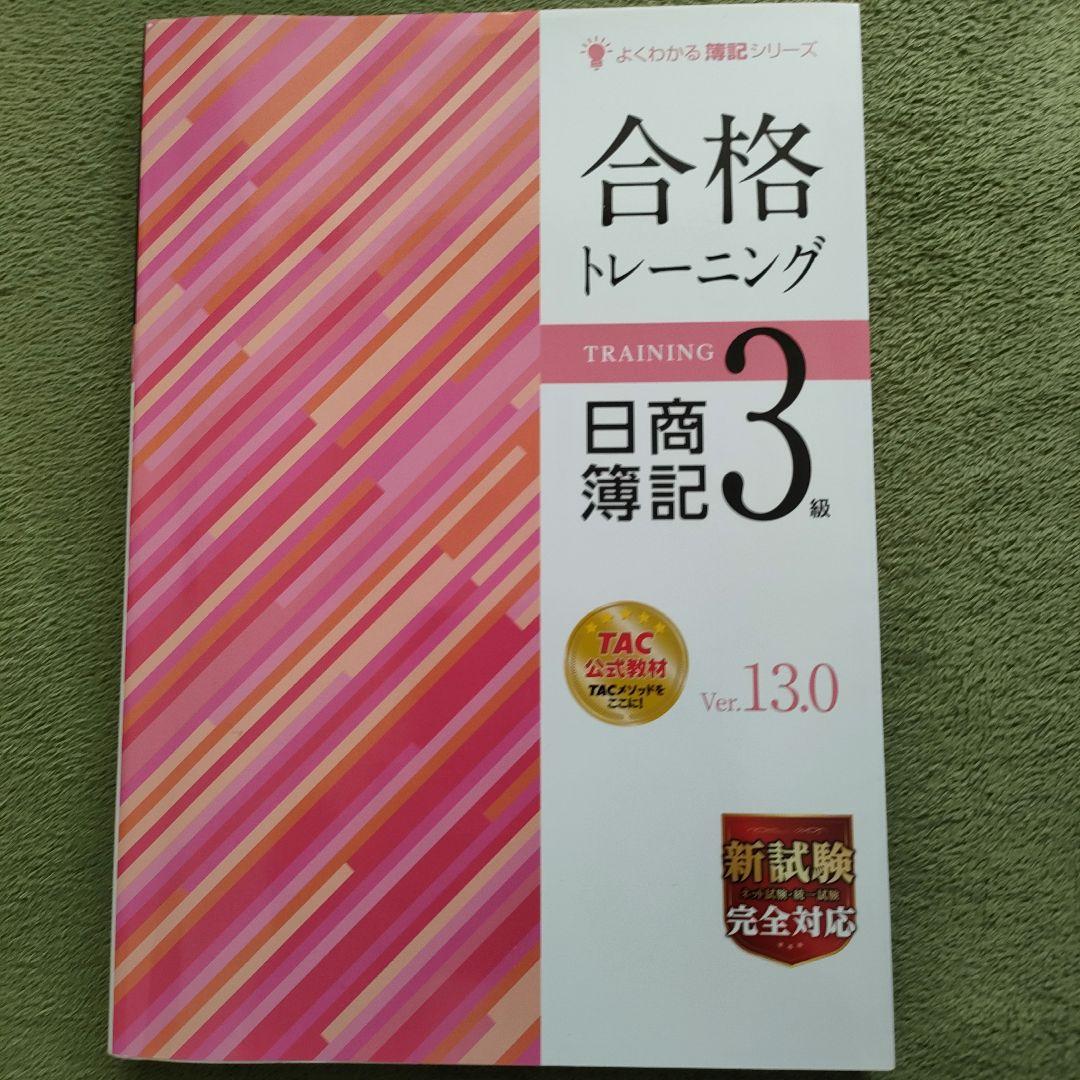 よくわかる簿記シリーズ
合格
トレーニング
TRAINING
日商
簿記
3級
TAC
公式教材
TACメソッドを
ここに!
Ver.13.0
新試験
ネット試験・統一試験
完全対応